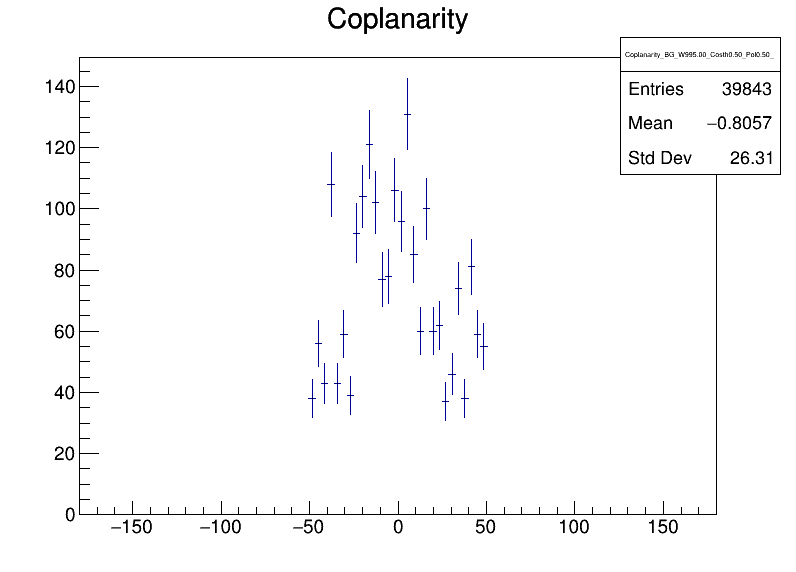 Coplanarity
Coplanarity_BG_W995.00_Costh0.50_Pol0.50_
Entries 39843
Mean −0.8057
Std Dev 26.31
140
120
100
80
60
40
20
0
−150 −100 −50 0 50 100 150